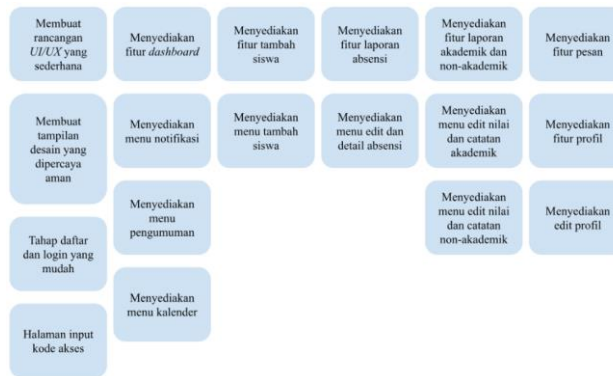 Membuat
rancangan
UI/UX yang
sederhana
Menyediakan
fitur dashboard
Menyediakan
fitur tambah
siswa
Menyediakan
fitur laporan
absensi
Menyediakan
fitur laporan
akademik dan
non-akademik
Menyediakan
fitur pesan
Membuat
tampilan
desain yang
dipercaya
aman
Menyediakan
menu notifikasi
Menyediakan
menu tambah
siswa
Menyediakan
menu edit dan
detail absensi
Menyediakan
menu edit nilai
dan catatan
akademik
Menyediakan
fitur profil
Tahap daftar
dan login yang
mudah
Menyediakan
menu
pengumuman
Menyediakan
menu edit nilai
dan catatan
non-akademik
Menyediakan
edit profil
Halaman input
kode akses
Menyediakan
menu kalender